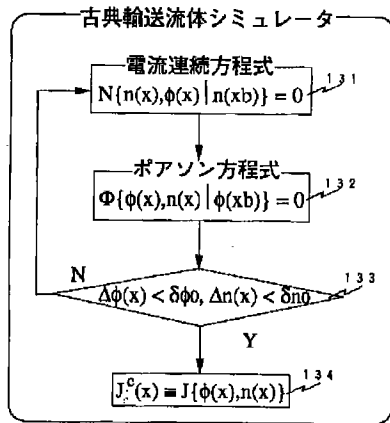 古典輸送流体シミュレータ
電流連続方程式
131
N{n(x),ϕ(x)|n(xb)} = 0
ポアソン方程式
132
Φ{ϕ(x),n(x)|ϕ(xb)} = 0
N
133
Δϕ(x) < δϕ0, Δn(x) < δn0
Y
134
J^c(x) ≡ J{ϕ(x),n(x)}